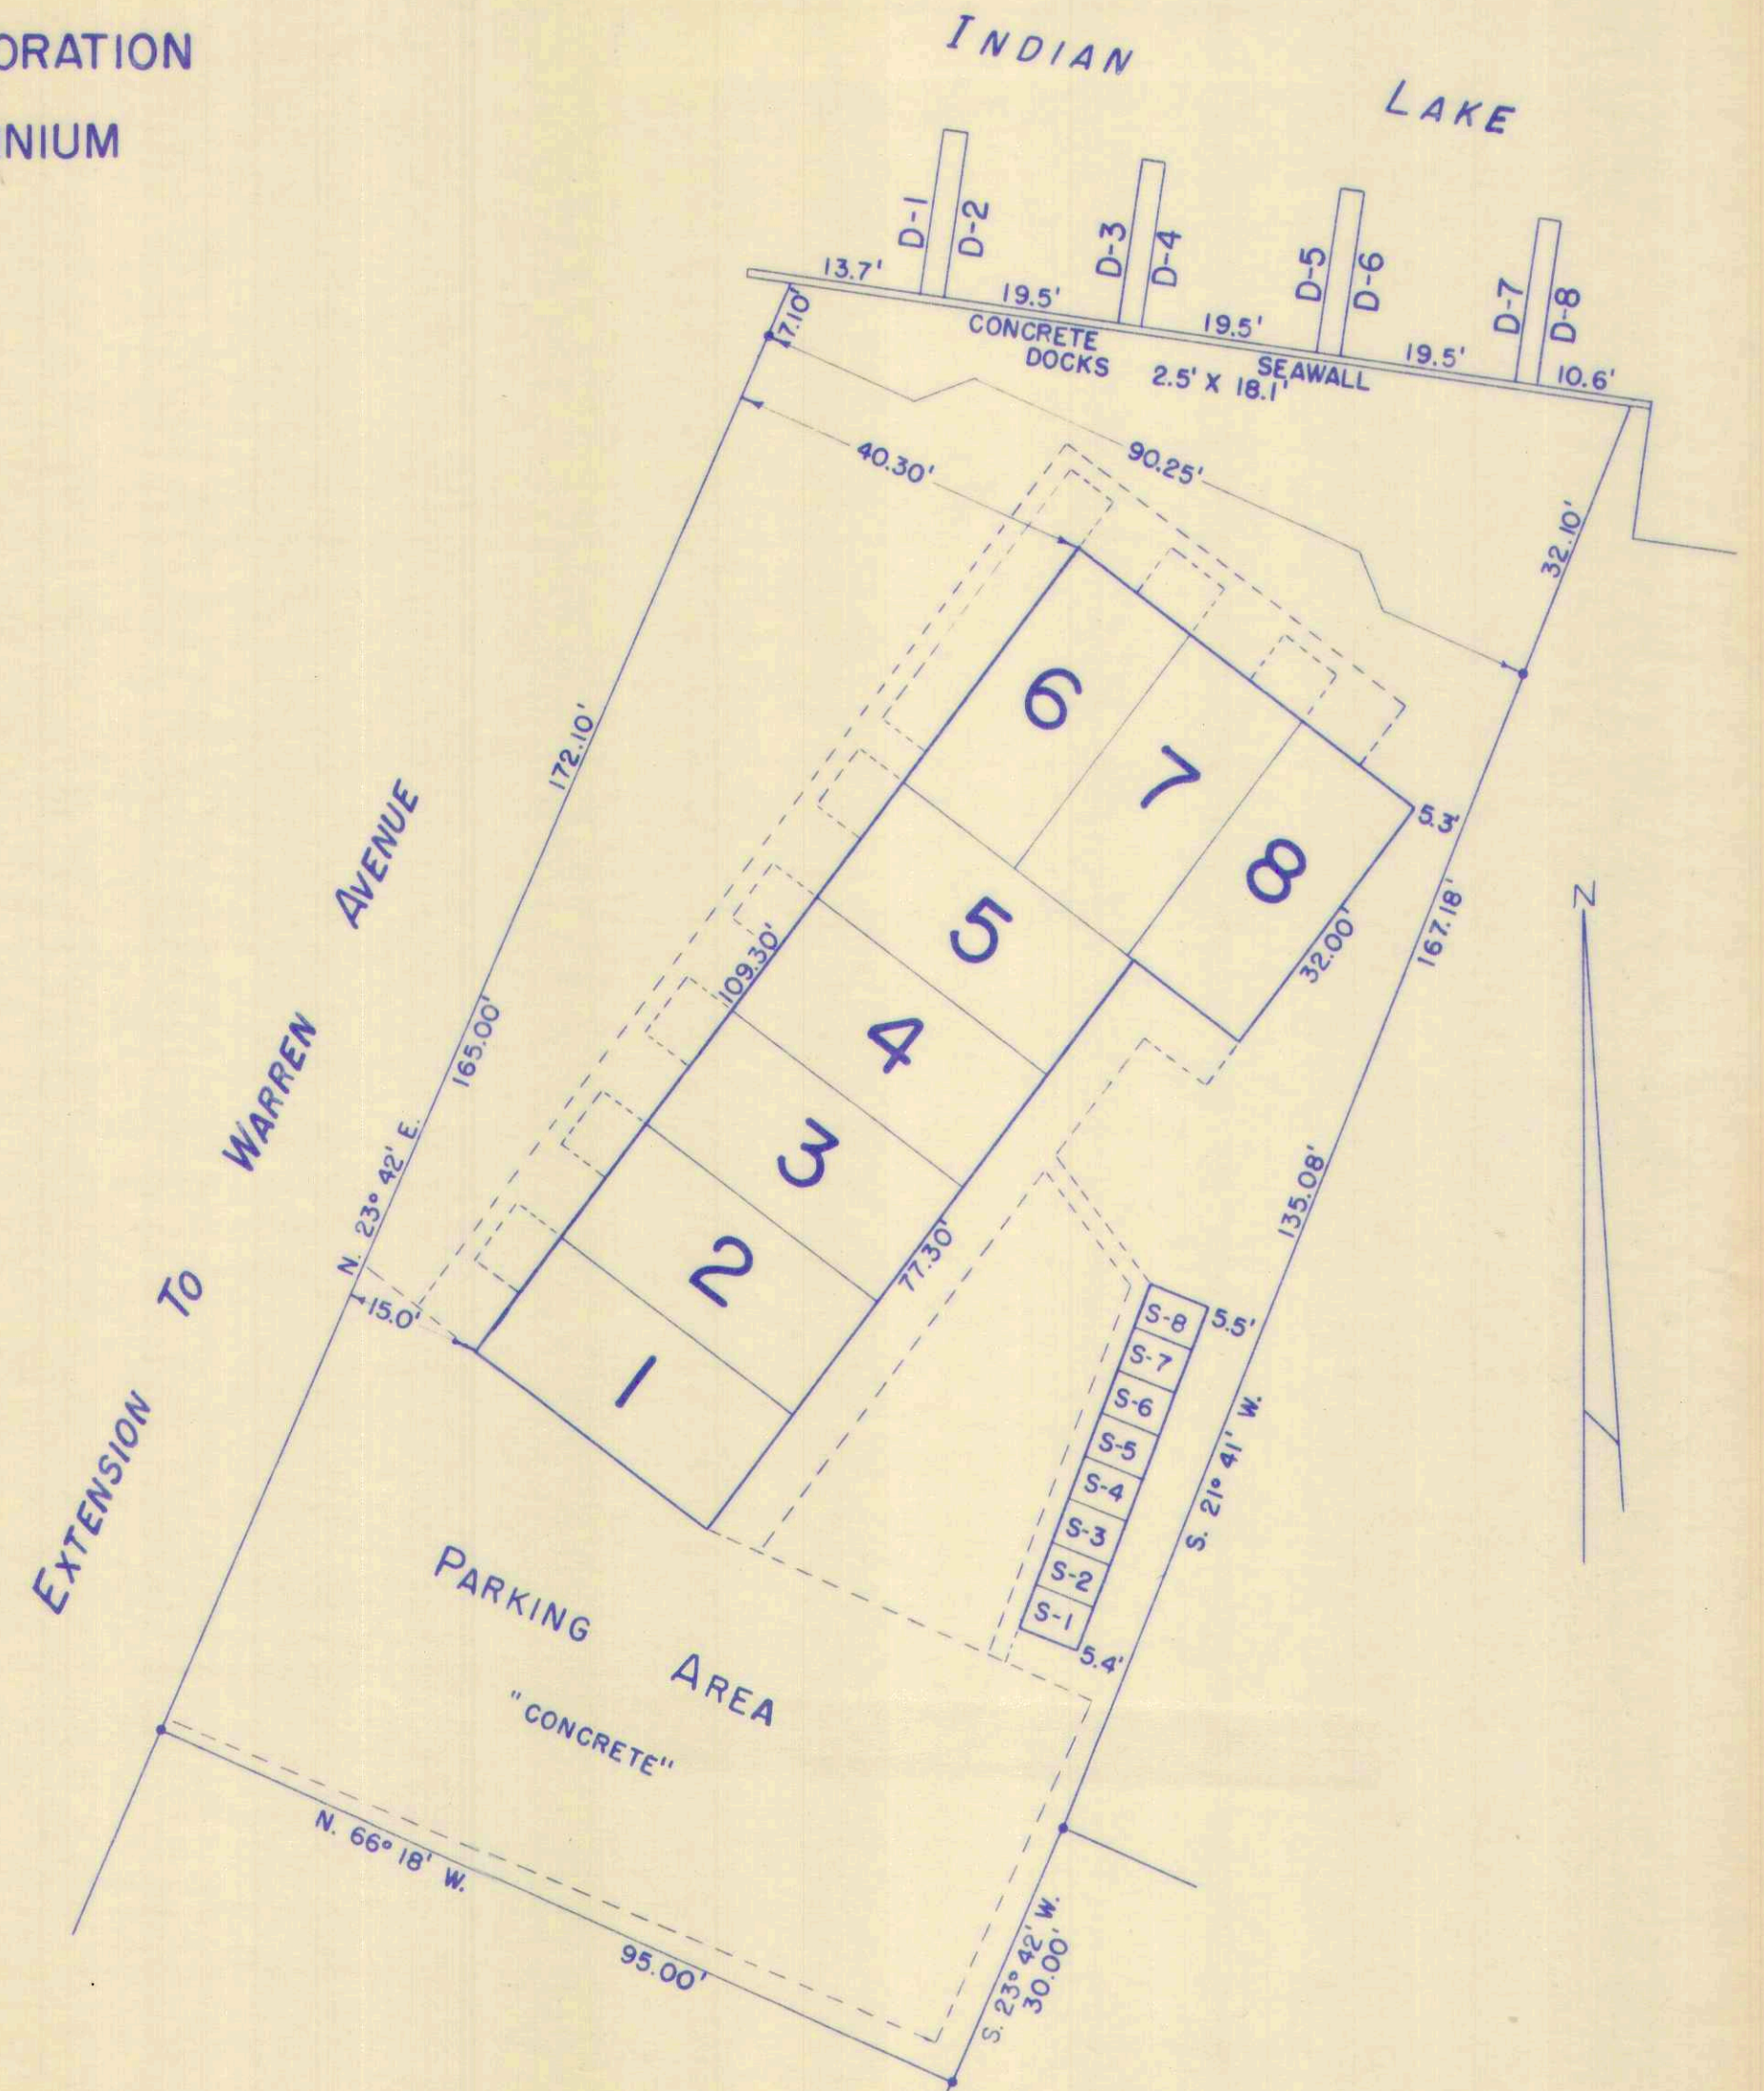 ORATION
NIUM
INDIAN
LAKE
D-1
D-2
D-3
D-4
D-5
D-6
D-7
D-8
13.7'
19.5'
19.5'
19.5'
10.6'
CONCRETE
DOCKS 2.5' X 18.1'
SEAWALL
17.10'
40.30'
90.25'
32.10'
172.10'
165.00'
N. 23° 42' E.
EXTENSION TO WARREN AVENUE
6
7
8
5
4
3
2
1
5.3'
32.00'
167.18'
109.30'
77.30'
135.08'
15.0'
N
S-8
S-7
S-6
S-5
S-4
S-3
S-2
S-1
5.5'
5.4'
S. 21° 41' W.
PARKING AREA
"CONCRETE"
N. 66° 18' W.
95.00'
S. 23° 42' W.
30.00'